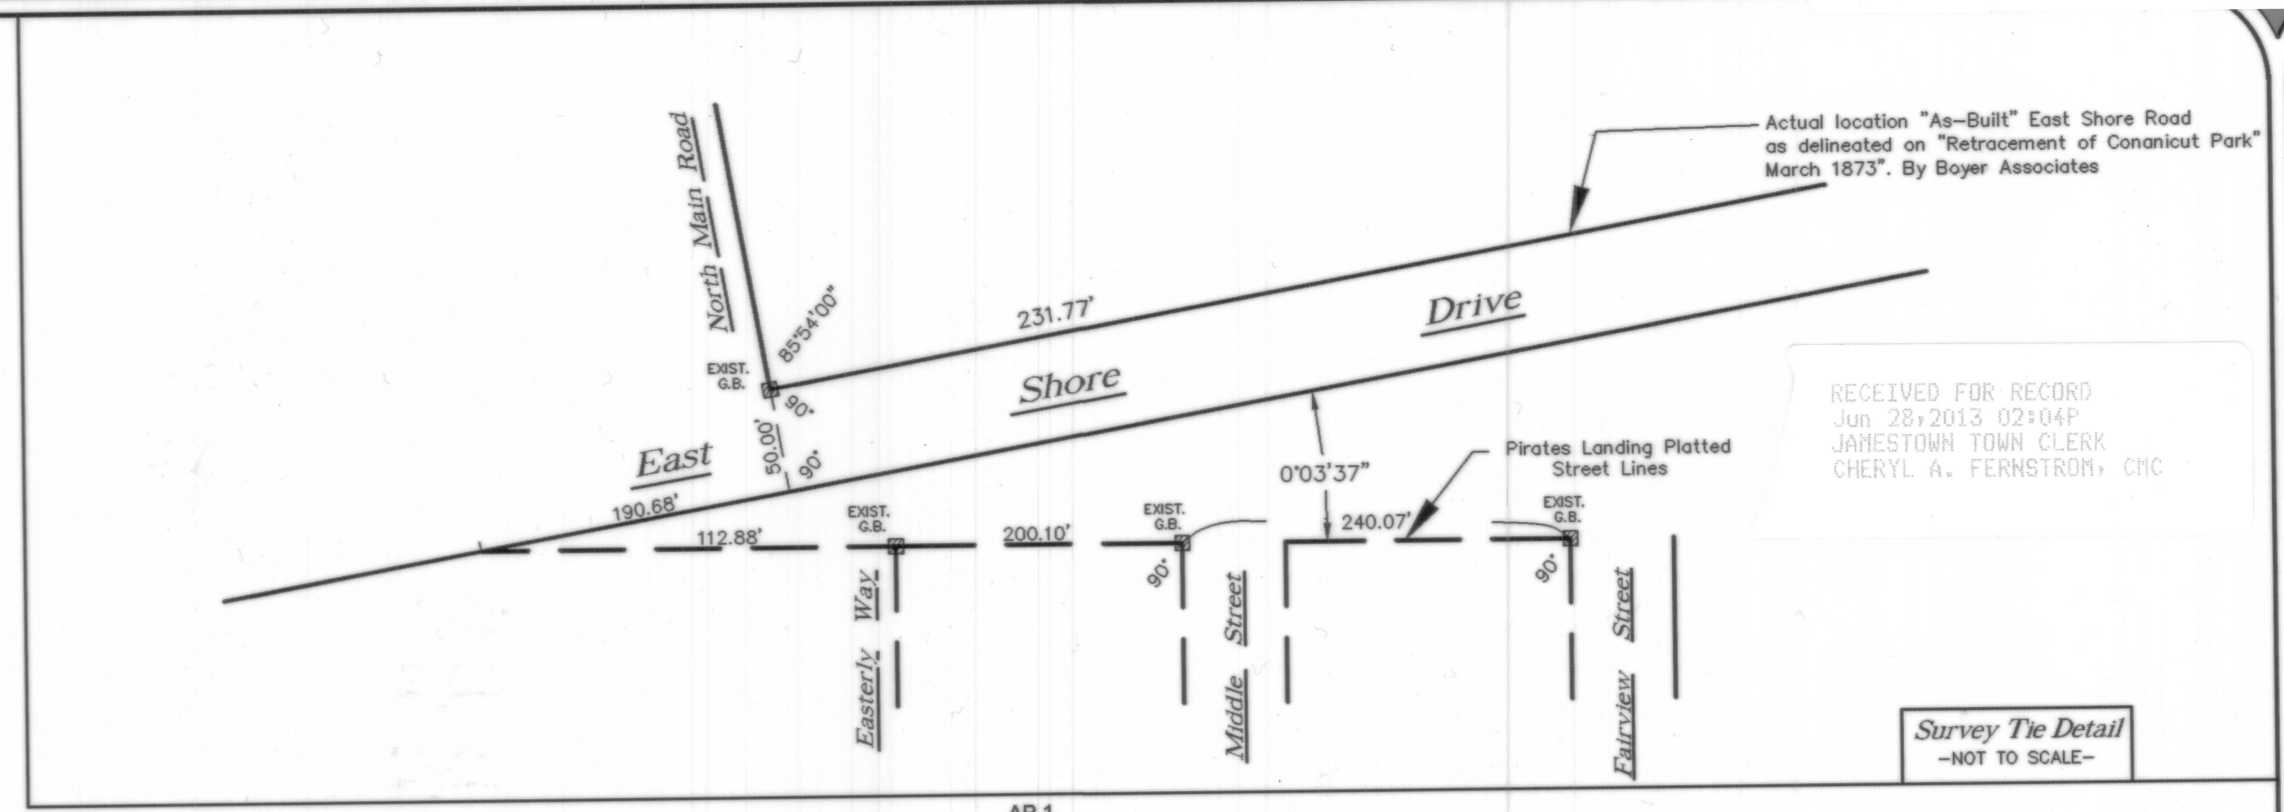 Actual location "As-Built" East Shore Road
as delineated on "Retracement of Conanicut Park"
March 1873". By Boyer Associates
North Main Road
85°54'00"
231.77'
EXIST.
G.B.
90°
50.00'
90°
East Shore Drive
190.68'
RECEIVED FOR RECORD
Jun 28,2013 02:04P
JAMESTOWN TOWN CLERK
CHERYL A. FERNSTROM, CMC
Pirates Landing Platted
Street Lines
0°03'37"
112.88'
EXIST.
G.B.
200.10'
EXIST.
G.B.
240.07'
EXIST.
G.B.
90°
90°
Easterly Way
Middle Street
Fairview Street
Survey Tie Detail
-NOT TO SCALE-